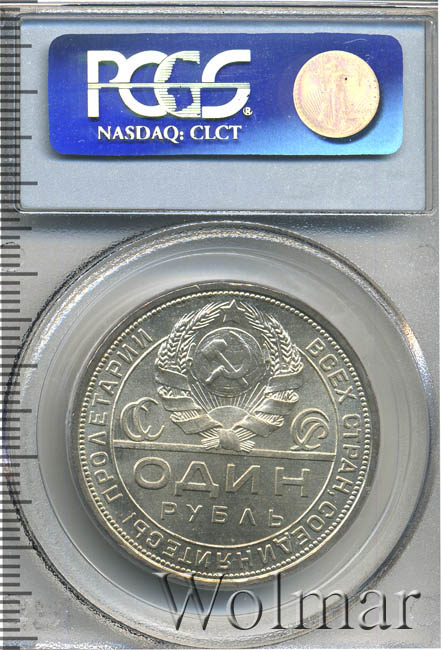 PCGS®
NASDAQ: CLCT
ПРОЛЕТАРИИ ВСЕХ СТРАН, СОЕДИНЯЙТЕСЬ!
СС СР
ОДИН
РУБЛЬ
Wolmar